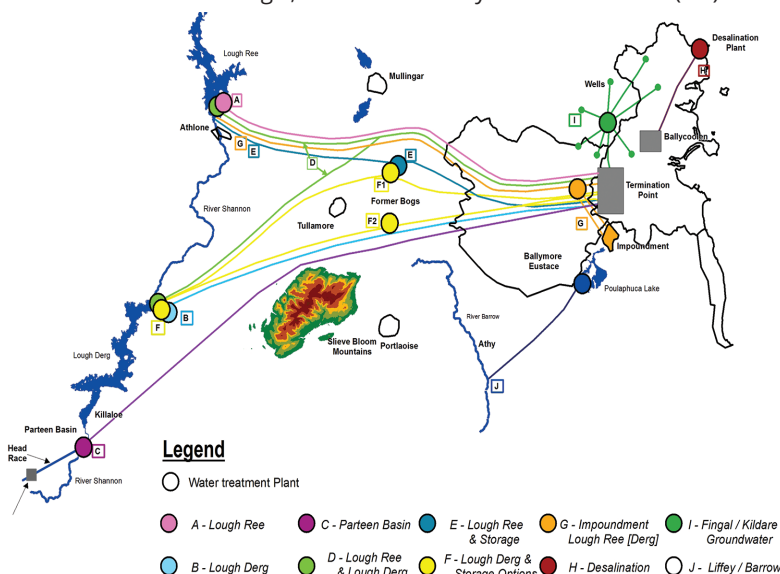 Lough Ree
Mullingar
Desalination
Plant
H
A
Wells
I
Athlone
G
E
E
Ballycoolen
D
F1
Termination
Point
Former Bogs
River Shannon
F2
Tullamore
G
Impoundment
Ballymore
Eustace
Poulaphuca Lake
B
F
River Barrow
Slieve Bloom
Mountains
Portlaoise
Athy
Lough Derg
J
Killaloe
Parteen Basin
C
Head
Race
River Shannon
Legend
Water treatment Plant
A - Lough Ree
C - Parteen Basin
E - Lough Ree
& Storage
G - Impoundment
Lough Ree [Derg]
I - Fingal / Kildare
Groundwater
B - Lough Derg
D - Lough Ree
& Lough Derg
F - Lough Derg &
Storage Options
H - Desalination
J - Liffey / Barrow